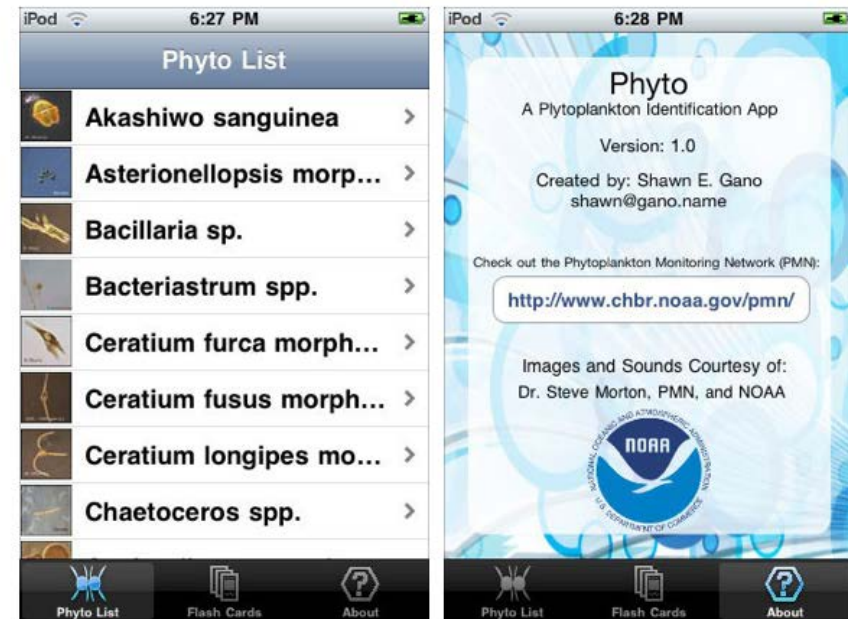 iPod
6:27 PM
Phyto List
Akashiwo sanguinea
Asterionellopsis morp...
Bacillaria sp.
Bacteriastrum spp.
Ceratium furca morph...
Ceratium fusus morph...
Ceratium longipes mo...
Chaetoceros spp.
Phyto List
Flash Cards
About
iPod
6:28 PM
Phyto
A Plytoplankton Identification App
Version: 1.0
Created by: Shawn E. Gano
shawn@gano.name
Check out the Phytoplankton Monitoring Network (PMN):
http://www.chbr.noaa.gov/pmn/
Images and Sounds Courtesy of:
Dr. Steve Morton, PMN, and NOAA
NATIONAL OCEANIC AND ATMOSPHERIC ADMINISTRATION
NOAA
U.S. DEPARTMENT OF COMMERCE
Phyto List
Flash Cards
About